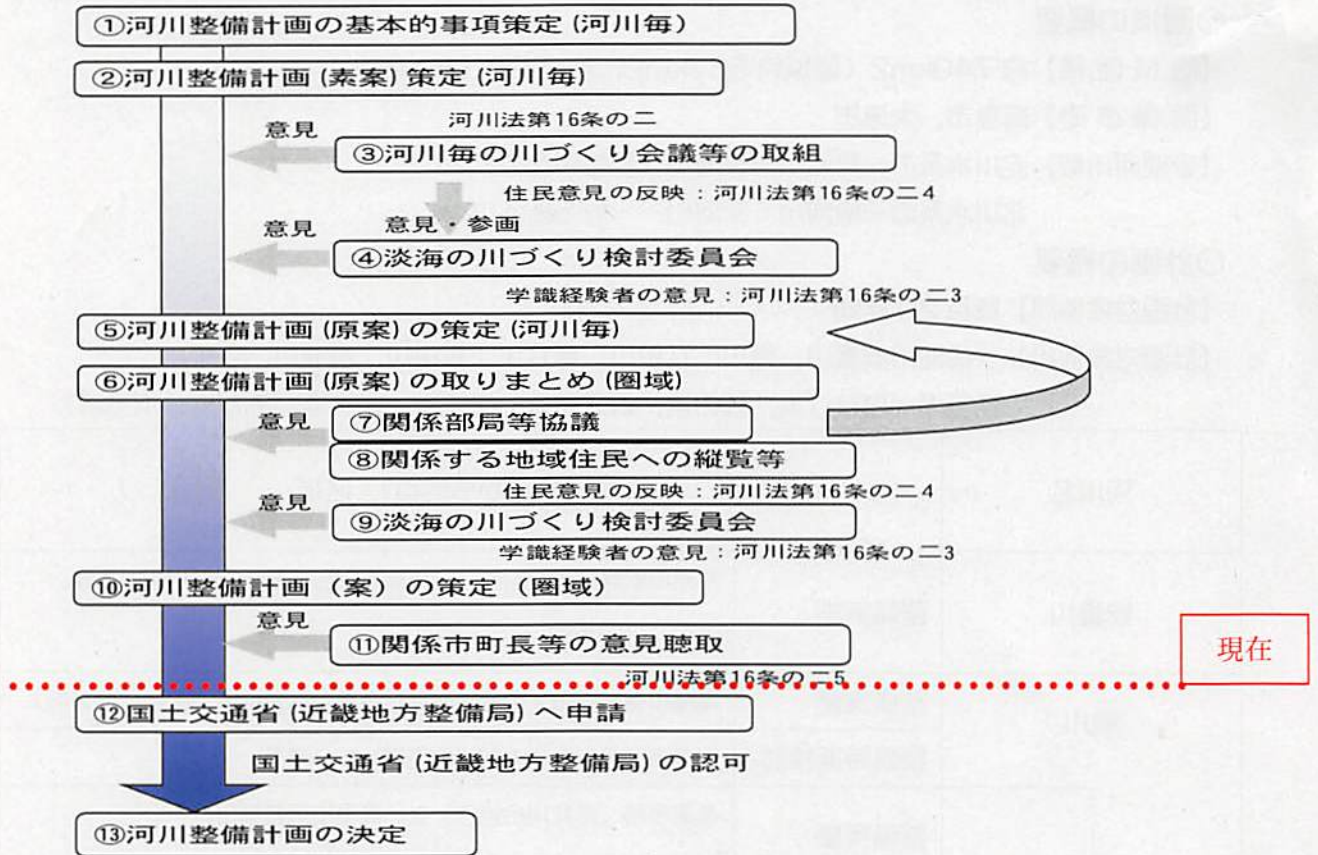 ①河川整備計画の基本的事項策定(河川毎)
②河川整備計画(素案)策定(河川毎)
河川法第16条の二
意見
③河川毎の川づくり会議等の取組
住民意見の反映:河川法第16条の二4
意見・参画
意見
④淡海の川づくり検討委員会
学識経験者の意見:河川法第16条の二3
⑤河川整備計画(原案)の策定(河川毎)
⑥河川整備計画(原案)の取りまとめ(圏域)
意見
⑦関係部局等協議
⑧関係する地域住民への縦覧等
住民意見の反映:河川法第16条の二4
意見
⑨淡海の川づくり検討委員会
学識経験者の意見:河川法第16条の二3
⑩河川整備計画(案)の策定(圏域)
意見
⑪関係市町長等の意見聴取
現在
河川法第16条の二5
⑫国土交通省(近畿地方整備局)へ申請
国土交通省(近畿地方整備局)の認可
⑬河川整備計画の決定